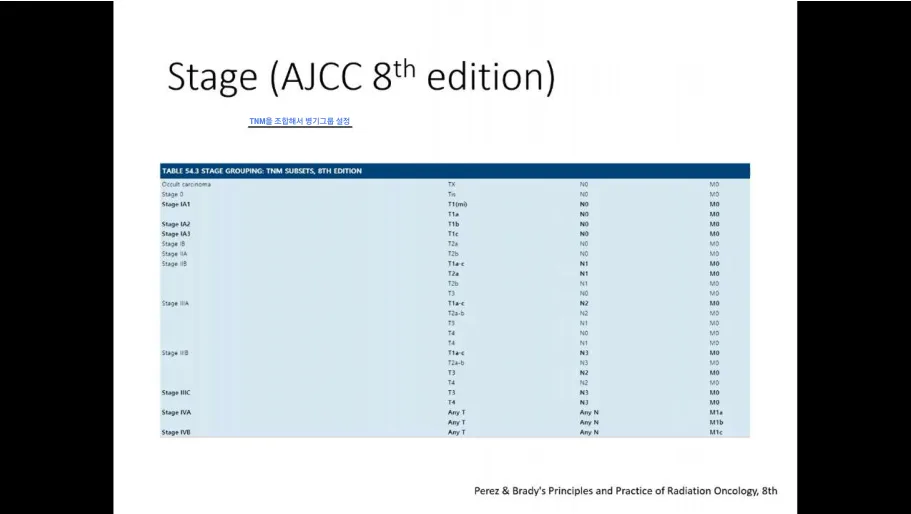 Stage (AJCC 8th edition)
TNM을 조합해서 병기그룹 설정
TABLE 54.3 STAGE GROUPING: TNM SUBSETS, 8TH EDITION
Occult carcinoma TX N0 M0
Stage 0 Tis N0 M0
Stage IA1 T1(mi) N0 M0
T1a N0 M0
Stage IA2 T1b N0 M0
Stage IA3 T1c N0 M0
Stage IB T2a N0 M0
Stage IIA T2b N0 M0
Stage IIB T1a-c N1 M0
T2a N1 M0
T2b N1 M0
T3 N0 M0
Stage IIIA T1a-c N2 M0
T2a-b N2 M0
T3 N1 M0
T4 N0 M0
T4 N1 M0
Stage IIIB T1a-c N3 M0
T2a-b N3 M0
T3 N2 M0
T4 N2 M0
Stage IIIC T3 N3 M0
T4 N3 M0
Stage IVA Any T Any N M1a
Any T Any N M1b
Stage IVB Any T Any N M1c
Perez & Brady's Principles and Practice of Radiation Oncology, 8th